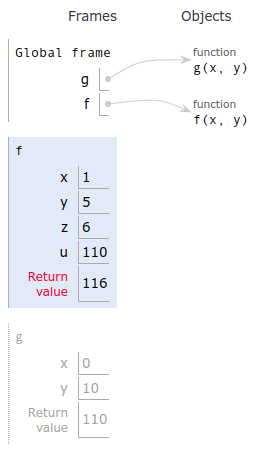 Frames Objects
Global frame
g
f
function
g(x, y)
function
f(x, y)
f
x 1
y 5
z 6
u 110
Return
value 116
g
x 0
y 10
Return
value 110